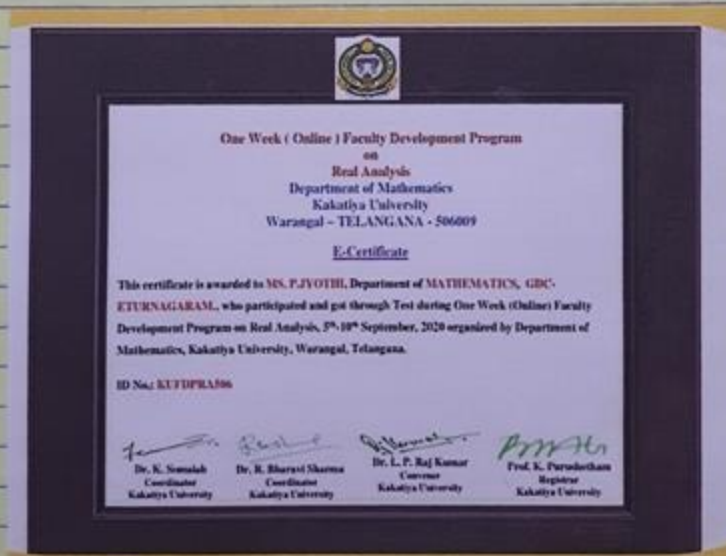 One Week ( Online ) Faculty Development Program
on
Real Analysis
Department of Mathematics
Kakatiya University
Warangal – TELANGANA - 506009
E-Certificate
This certificate is awarded to MS. P.JYOTHI, Department of MATHEMATICS, GDC-
ETURNAGARAM., who participated and got through Test during One Week (Online) Faculty
Development Program on Real Analysis, 5th-10th September, 2020 organized by Department of
Mathematics, Kakatiya University, Warangal, Telangana.
ID No.: KUFDPRA506
Dr. K. Somaiah
Coordinator
Kakatiya University
Dr. R. Bharavi Sharma
Coordinator
Kakatiya University
Dr. L. P. Raj Kumar
Convenor
Kakatiya University
Prof. K. Purushotham
Registrar
Kakatiya University